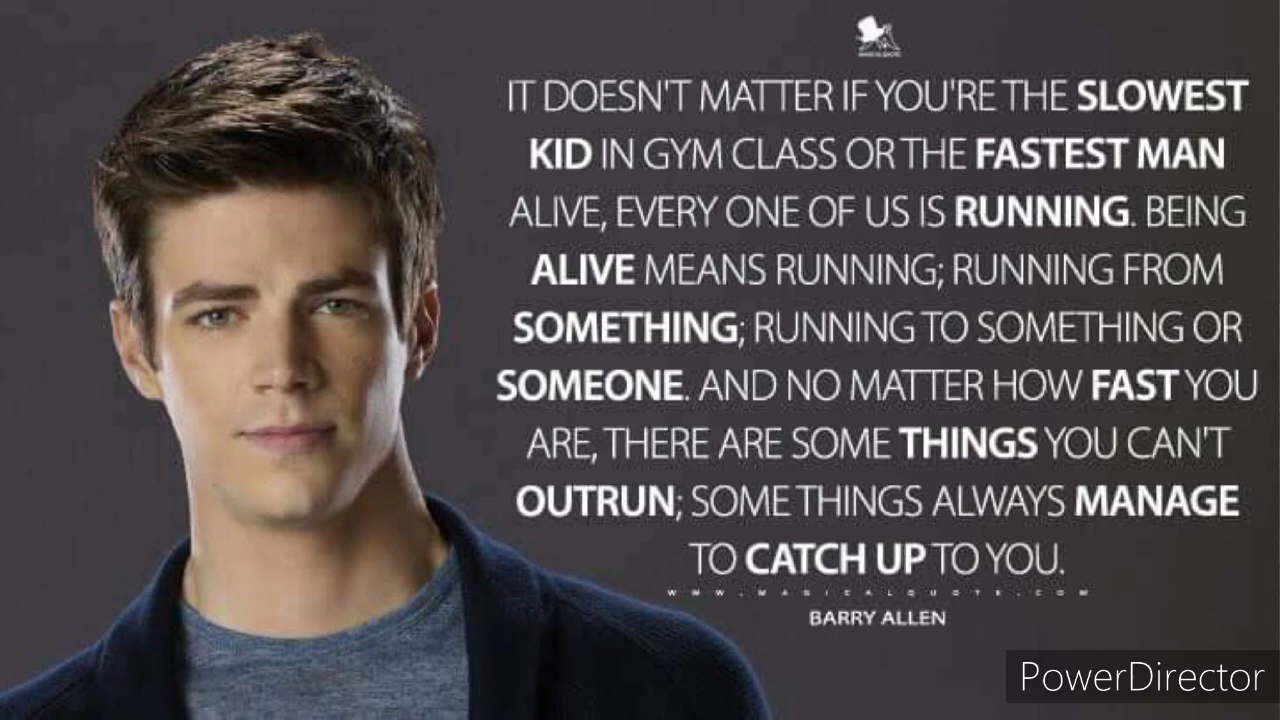 IT DOESN'T MATTER IF YOU'RE THE SLOWEST
KID IN GYM CLASS OR THE FASTEST MAN
ALIVE, EVERY ONE OF US IS RUNNING. BEING
ALIVE MEANS RUNNING; RUNNING FROM
SOMETHING; RUNNING TO SOMETHING OR
SOMEONE. AND NO MATTER HOW FAST YOU
ARE, THERE ARE SOME THINGS YOU CAN'T
OUTRUN; SOME THINGS ALWAYS MANAGE
TO CATCH UP TO YOU.
WWW.MAGICALQUOTE.COM
BARRY ALLEN
PowerDirector